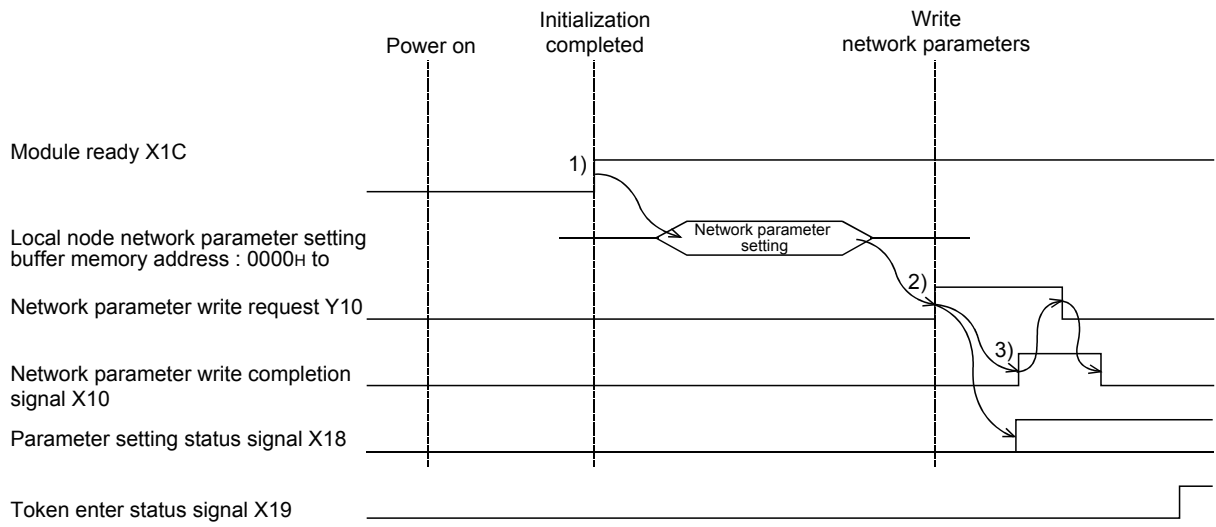 Initialization
completed
Write
network parameters
Power on
Module ready X1C
1)
Local node network parameter setting
buffer memory address : 0000H to
Network parameter
setting
2)
Network parameter write request Y10
3)
Network parameter write completion
signal X10
Parameter setting status signal X18
Token enter status signal X19